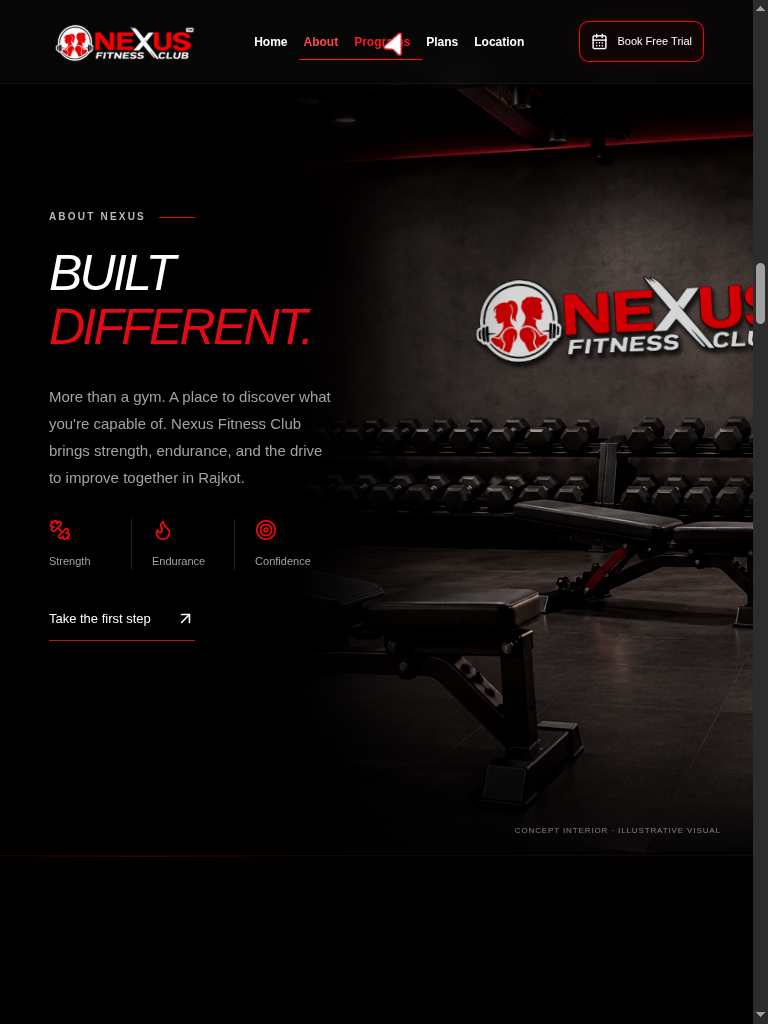 NEXUS
FITNESS CLUB
Home
About
Programs
Plans
Location
Book Free Trial
ABOUT NEXUS
BUILT
DIFFERENT.
NEXUS
FITNESS
More than a gym. A place to discover what
you're capable of. Nexus Fitness Club
brings strength, endurance, and the drive
to improve together in Rajkot.
Strength
Endurance
Confidence
Take the first step
CONCEPT INTERIOR · ILLUSTRATIVE VISUAL